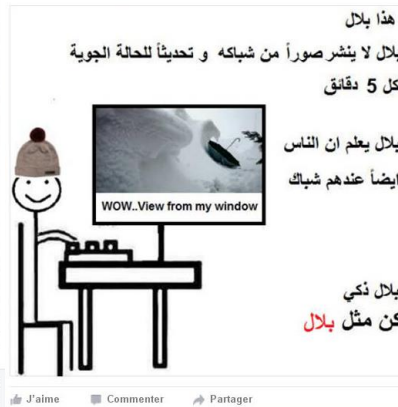 هذا بلال
بلال لا ينشر صوراً من شباكه و تحديثاً للحالة الجوية
كل 5 دقائق
بلال يعلم ان الناس
ايضاً عندهم شباك
WOW..View from my window
بلال ذكي
كن مثل بلال
J'aime Commenter Partager